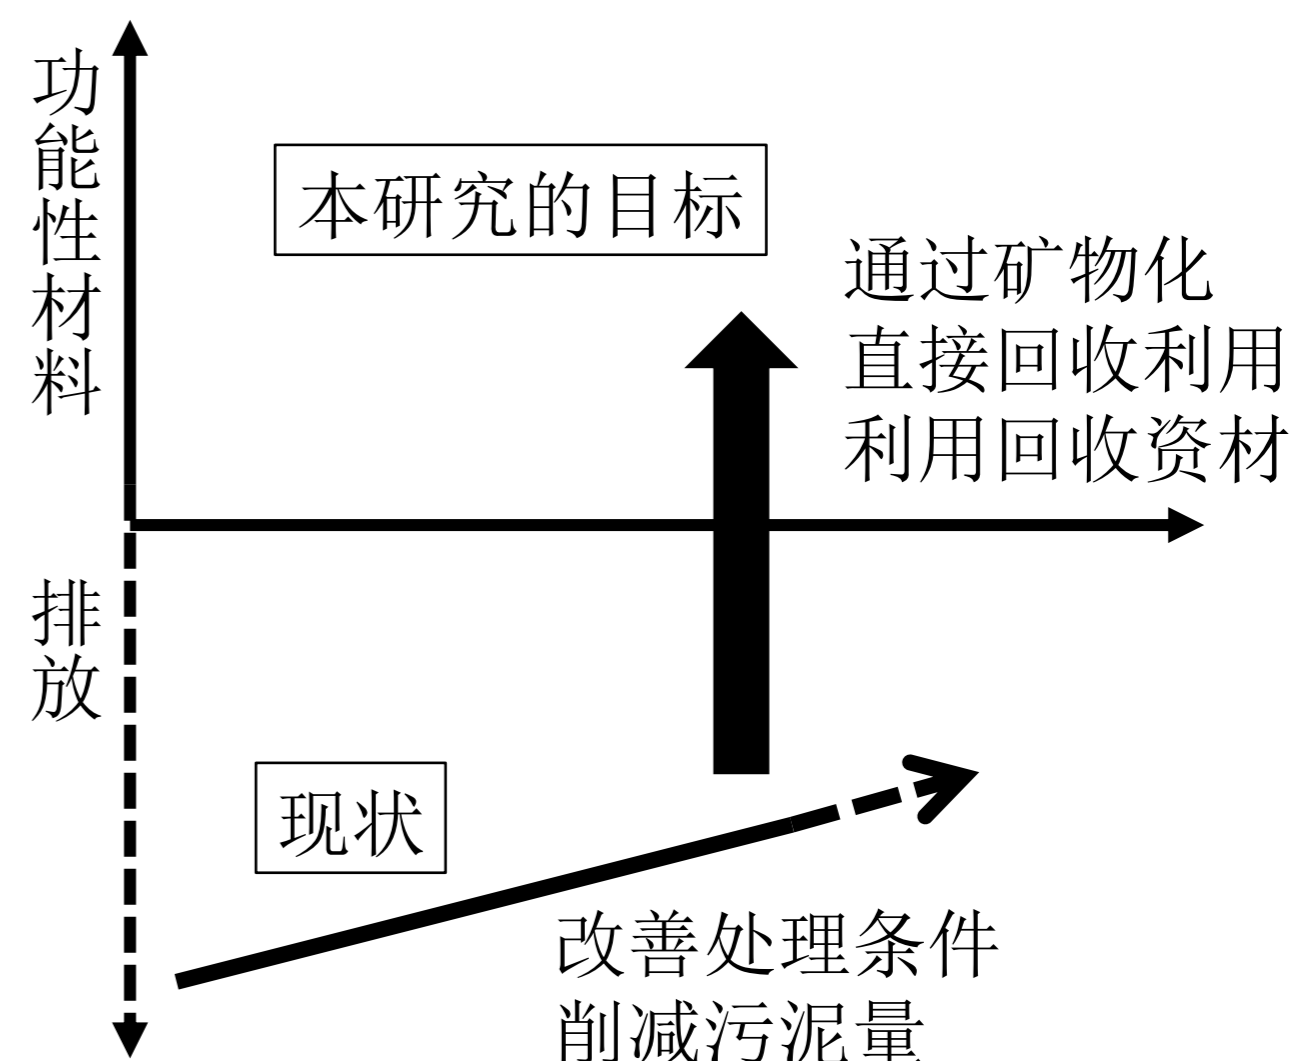 功能性材料
本研究的目标
通过矿物化
直接回收利用
利用回收资材
排放
现状
改善处理条件
削减污泥量